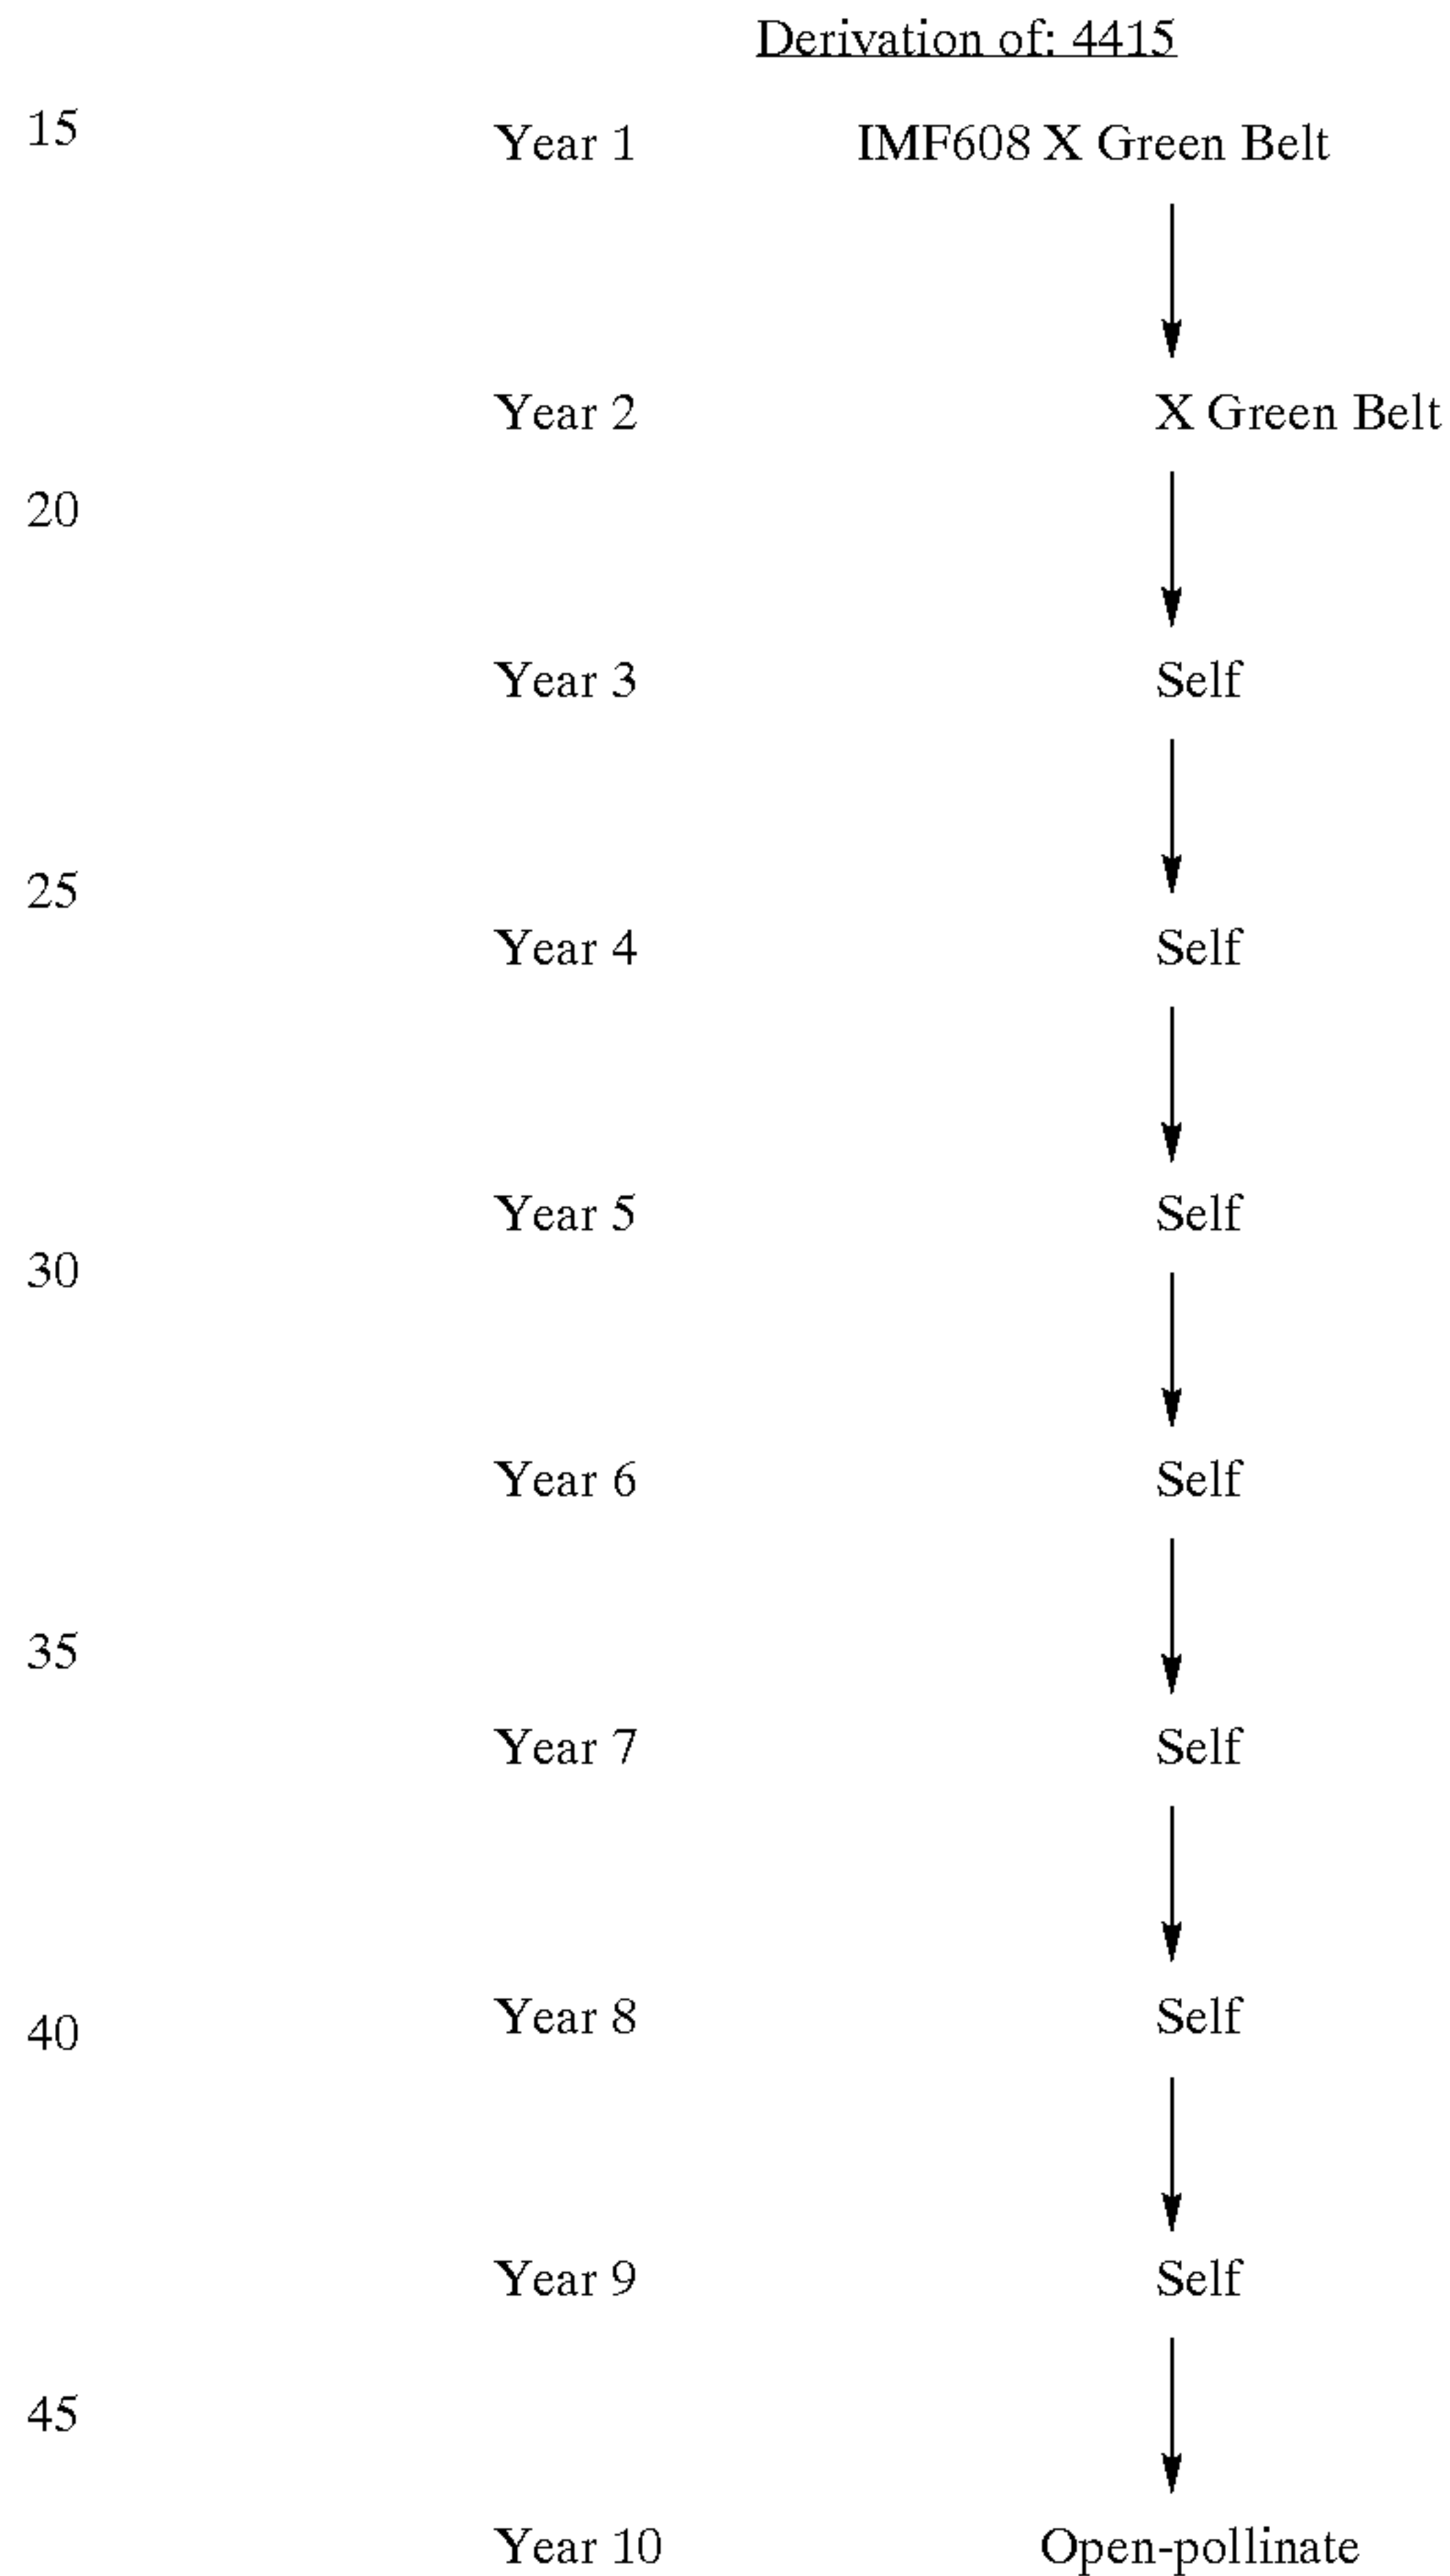 Derivation of: 4415
15
Year 1 IMF608 X Green Belt
Year 2 X Green Belt
20
Year 3 Self
25
Year 4 Self
Year 5 Self
30
Year 6 Self
35
Year 7 Self
Year 8 Self
40
Year 9 Self
45
Year 10 Open-pollinate